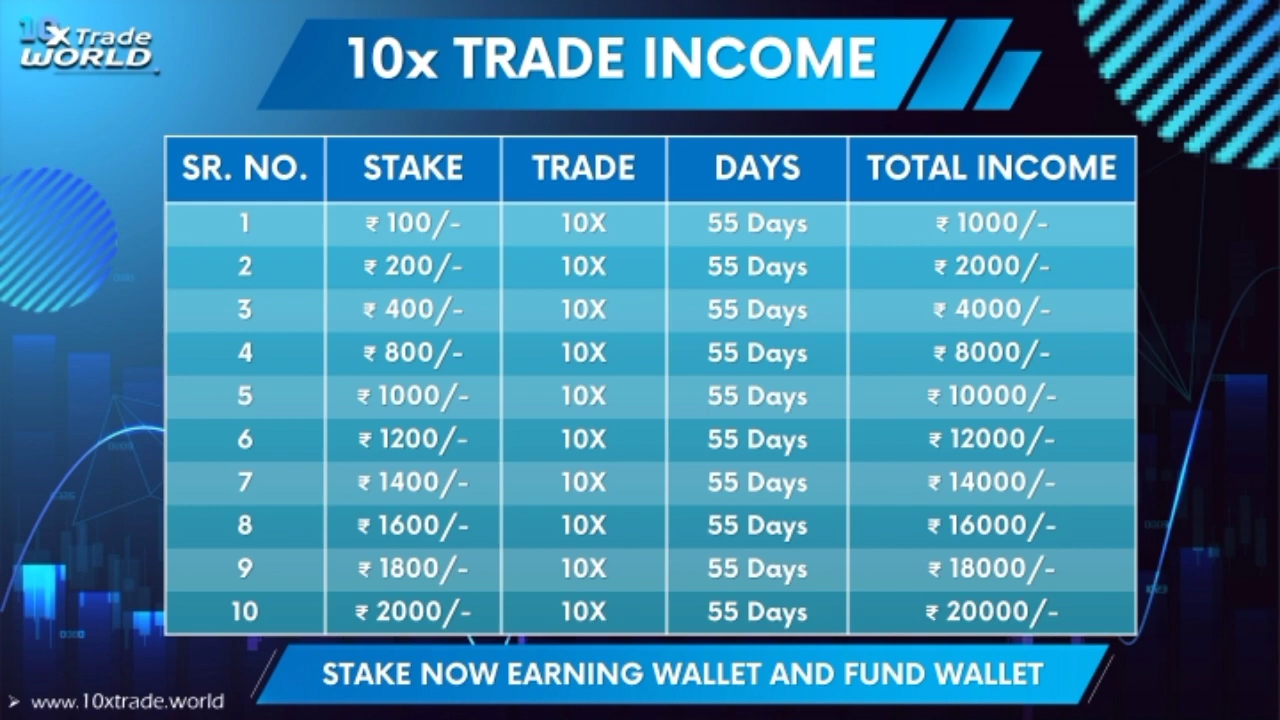 10x Trade
WORLD
10x TRADE INCOME
SR. NO. STAKE TRADE DAYS TOTAL INCOME
1 ₹ 100/- 10X 55 Days ₹ 1000/-
2 ₹ 200/- 10X 55 Days ₹ 2000/-
3 ₹ 400/- 10X 55 Days ₹ 4000/-
4 ₹ 800/- 10X 55 Days ₹ 8000/-
5 ₹ 1000/- 10X 55 Days ₹ 10000/-
6 ₹ 1200/- 10X 55 Days ₹ 12000/-
7 ₹ 1400/- 10X 55 Days ₹ 14000/-
8 ₹ 1600/- 10X 55 Days ₹ 16000/-
9 ₹ 1800/- 10X 55 Days ₹ 18000/-
10 ₹ 2000/- 10X 55 Days ₹ 20000/-
STAKE NOW EARNING WALLET AND FUND WALLET
➢ www.10xtrade.world